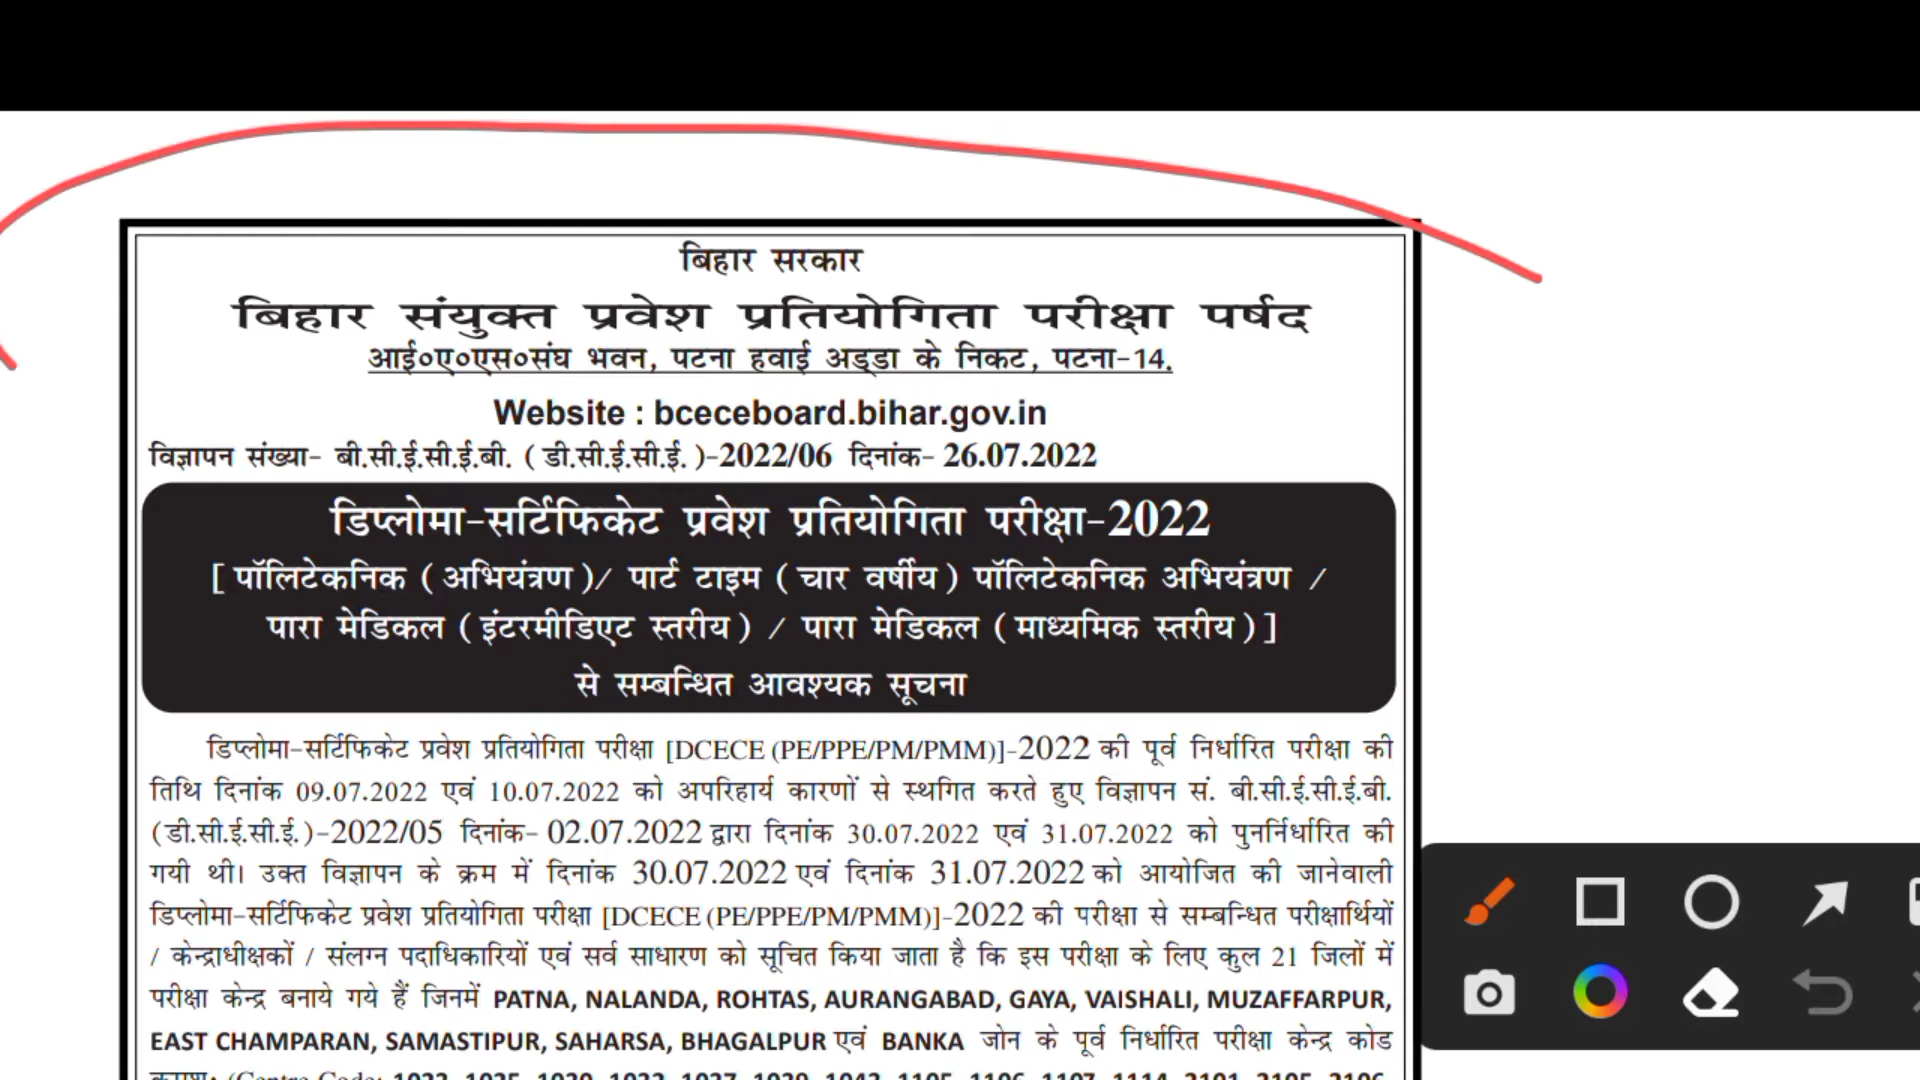 बिहार सरकार
बिहार संयुक्त प्रवेश प्रतियोगिता परीक्षा पर्षद
आई०ए०एस०संघ भवन, पटना हवाई अड्डा के निकट, पटना-14.
Website : bceceboard.bihar.gov.in
विज्ञापन संख्या- बी.सी.ई.सी.ई.बी. ( डी.सी.ई.सी.ई. )-2022/06 दिनांक- 26.07.2022
डिप्लोमा-सर्टिफिकेट प्रवेश प्रतियोगिता परीक्षा-2022
[ पॉलिटेकनिक ( अभियंत्रण )/ पार्ट टाइम ( चार वर्षीय ) पॉलिटेकनिक अभियंत्रण /
पारा मेडिकल ( इंटरमीडिएट स्तरीय ) / पारा मेडिकल ( माध्यमिक स्तरीय ) ]
से सम्बन्धित आवश्यक सूचना
डिप्लोमा-सर्टिफिकेट प्रवेश प्रतियोगिता परीक्षा [DCECE (PE/PPE/PM/PMM)]-2022 की पूर्व निर्धारित परीक्षा की
तिथि दिनांक 09.07.2022 एवं 10.07.2022 को अपरिहार्य कारणों से स्थगित करते हुए विज्ञापन सं. बी.सी.ई.सी.ई.बी.
(डी.सी.ई.सी.ई.)-2022/05 दिनांक- 02.07.2022 द्वारा दिनांक 30.07.2022 एवं 31.07.2022 को पुनर्निर्धारित की
गयी थी। उक्त विज्ञापन के क्रम में दिनांक 30.07.2022 एवं दिनांक 31.07.2022 को आयोजित की जानेवाली
डिप्लोमा-सर्टिफिकेट प्रवेश प्रतियोगिता परीक्षा [DCECE (PE/PPE/PM/PMM)]-2022 की परीक्षा से सम्बन्धित परीक्षार्थियों
/ केन्द्राधीक्षकों / संलग्न पदाधिकारियों एवं सर्व साधारण को सूचित किया जाता है कि इस परीक्षा के लिए कुल 21 जिलों में
परीक्षा केन्द्र बनाये गये हैं जिनमें PATNA, NALANDA, ROHTAS, AURANGABAD, GAYA, VAISHALI, MUZAFFARPUR,
EAST CHAMPARAN, SAMASTIPUR, SAHARSA, BHAGALPUR एवं BANKA जोन के पूर्व निर्धारित परीक्षा केन्द्र कोड